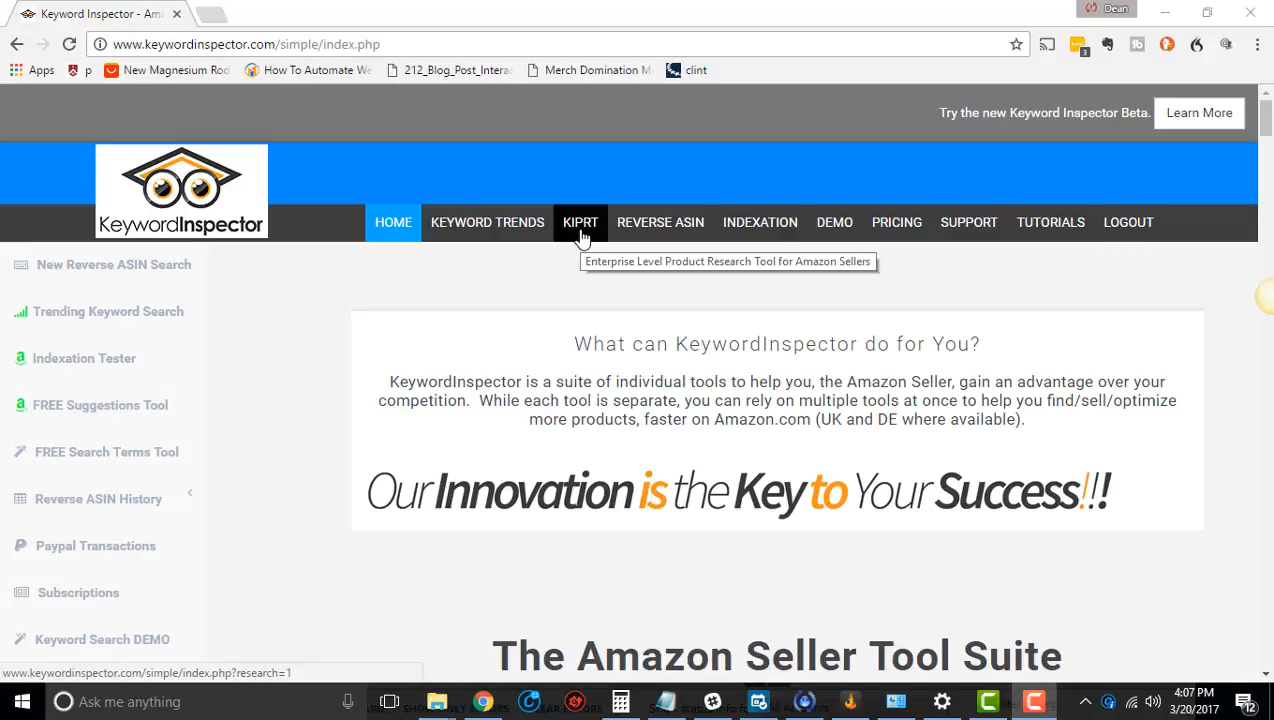 Keyword Inspector - Ama
Dean
www.keywordinspector.com/simple/index.php
3
Apps
p
New Magnesium Rod
How To Automate We
212_Blog_Post_Interac
Merch Domination M
clint
Try the new Keyword Inspector Beta.
Learn More
KeywordInspector
HOME
KEYWORD TRENDS
KIPRT
REVERSE ASIN
INDEXATION
DEMO
PRICING
SUPPORT
TUTORIALS
LOGOUT
Enterprise Level Product Research Tool for Amazon Sellers
New Reverse ASIN Search
Trending Keyword Search
Indexation Tester
FREE Suggestions Tool
FREE Search Terms Tool
Reverse ASIN History
Paypal Transactions
Subscriptions
Keyword Search DEMO
What can KeywordInspector do for You?
KeywordInspector is a suite of individual tools to help you, the Amazon Seller, gain an advantage over your
competition. While each tool is separate, you can rely on multiple tools at once to help you find/sell/optimize
more products, faster on Amazon.com (UK and DE where available).
Our Innovation is the Key to Your Success!!!
The Amazon Seller Tool Suite
www.keywordinspector.com/simple/index.php?research=1
Ask me anything
4:07 PM
3/20/2017
12